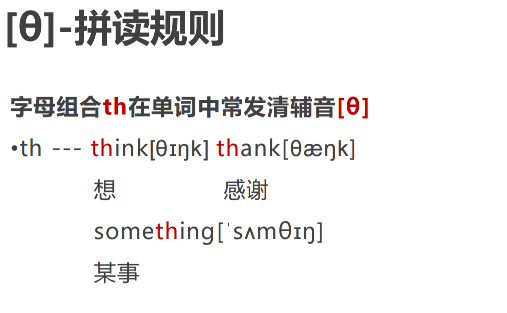 [θ]-拼读规则
字母组合th在单词中常发清辅音[θ]
•th --- think[θɪŋk] thank[θæŋk]
想 感谢
something[ˈsʌmθɪŋ]
某事